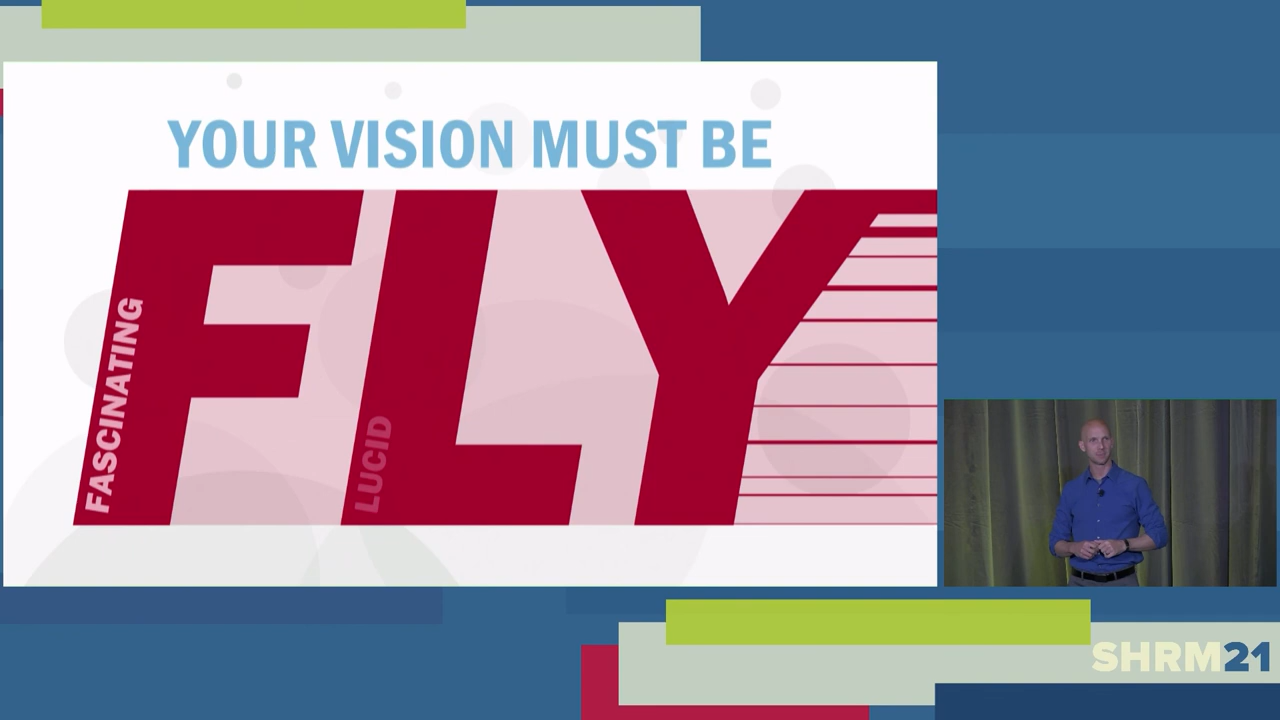 YOUR VISION MUST BE
FLY
FASCINATING
LUCID
SHRM21